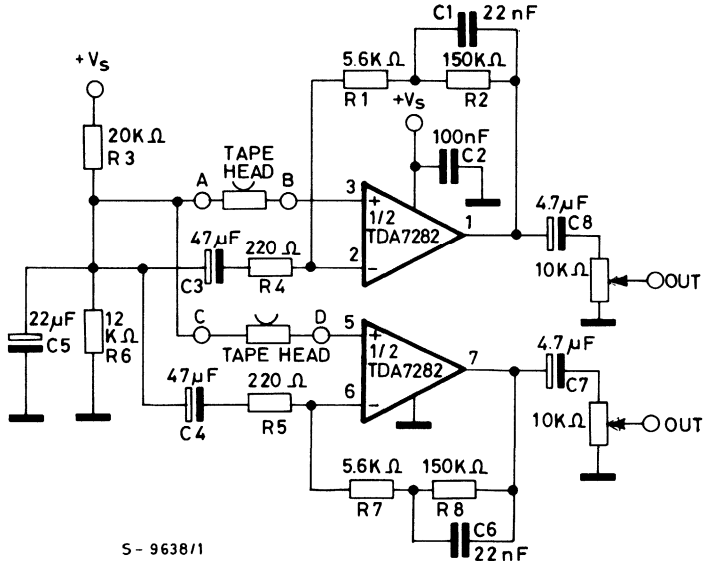 C1 22nF
5.6KΩ 150KΩ
R1 R2
+Vs
+Vs
20KΩ
R3
100nF
C2
TAPE
HEAD
A B
3
+
1/2
TDA7282
1
4.7µF
C8
47µF
220Ω
2
−
C3 R4
10KΩ
OUT
22µF
C5
12
KΩ
R6
C D
TAPE HEAD
5
+
1/2
TDA7282
7
4.7µF
C7
47µF
220Ω
6
−
C4 R5
10KΩ
OUT
5.6KΩ 150KΩ
R7 R8
C6
22nF
S - 9638/1